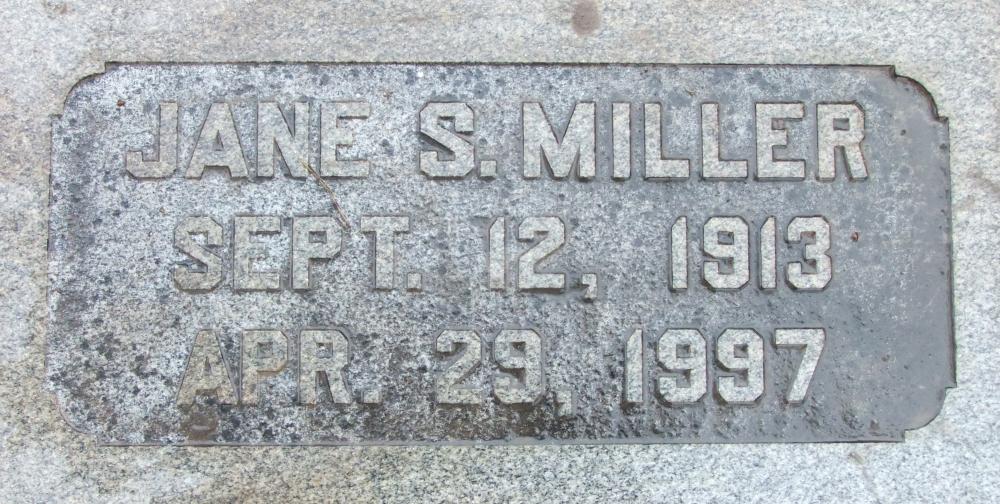 JANE S. MILLER
SEPT. 12, 1913
APR. 29, 1997